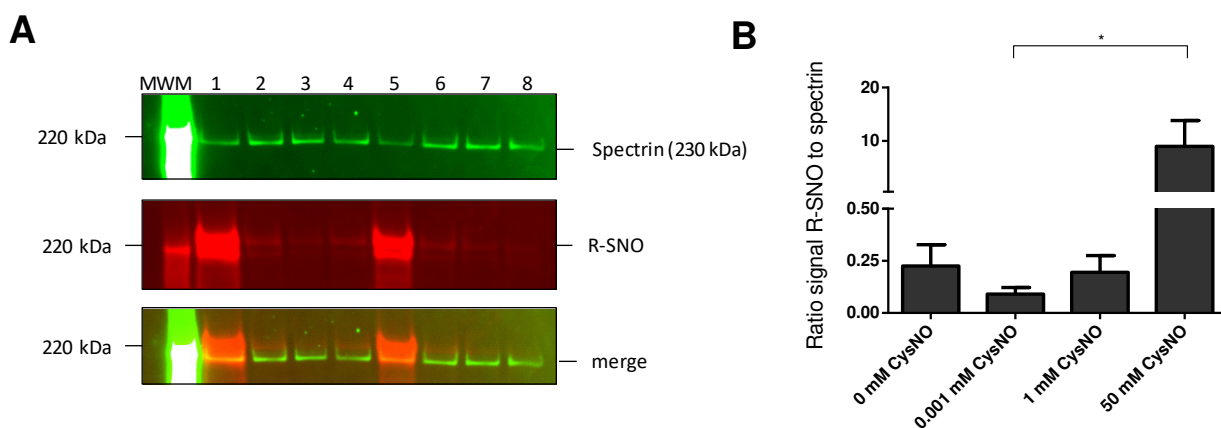 A
MWM 1 2 3 4 5 6 7 8
220 kDa
Spectrin (230 kDa)
220 kDa
R-SNO
220 kDa
merge
B
*
Ratio signal R-SNO to spectrin
20
10
0.50
0.25
0.00
0 mM CysNO
0.001 mM CysNO
1 mM CysNO
50 mM CysNO